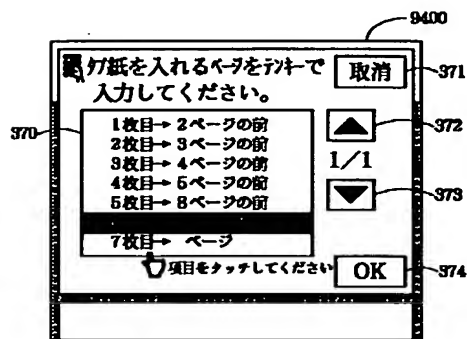 9400
タブ紙を入れるページをテンキーで
入力してください。
取消
371
370
1枚目→ 2ページの前
2枚目→ 3ページの前
3枚目→ 4ページの前
4枚目→ 5ページの前
5枚目→ 8ページの前
7枚目→ ページ
372
1/1
373
項目をタッチしてください
OK
374